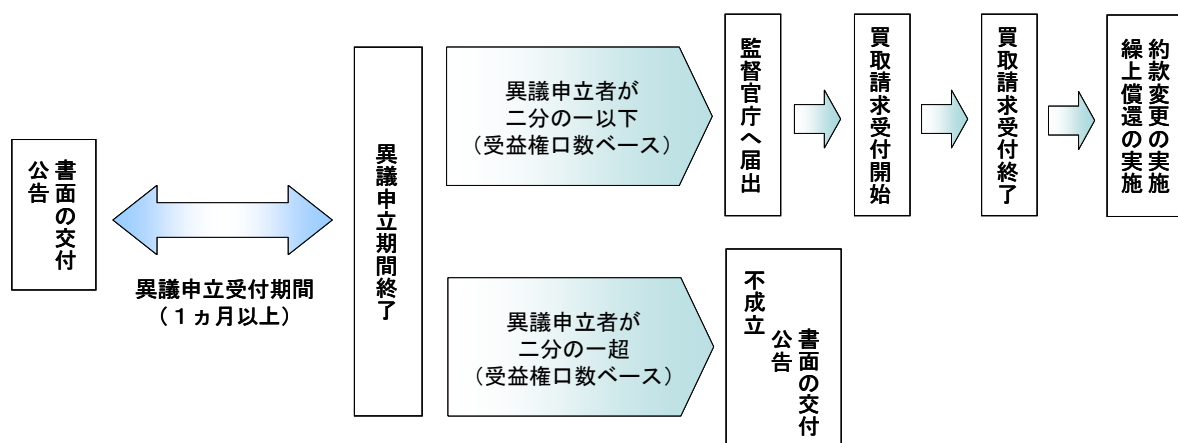 書面の交付
公告
異議申立受付期間
(１ヵ月以上)
異議申立期間終了
異議申立者が
二分の一以下
(受益権口数ベース)
監督官庁へ届出
買取請求受付開始
買取請求受付終了
約款変更の実施
繰上償還の実施
異議申立者が
二分の一超
(受益権口数ベース)
不成立
書面の交付
公告